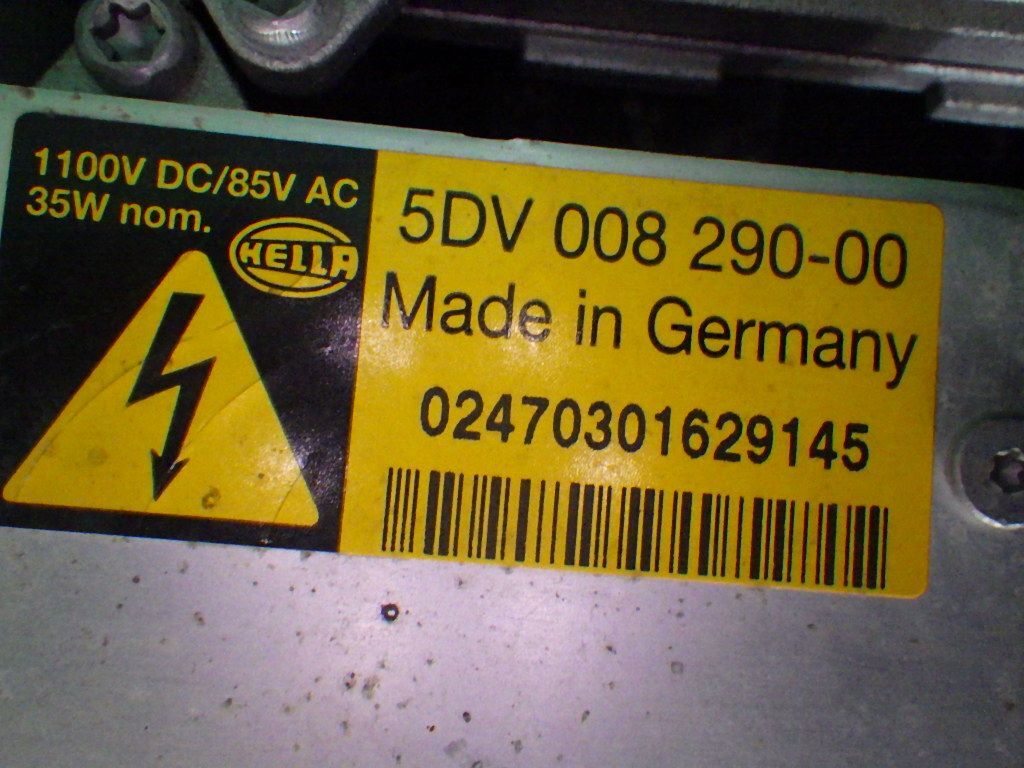 1100V DC/85V AC
35W nom.
HELLA
5DV 008 290-00
Made in Germany
02470301629145